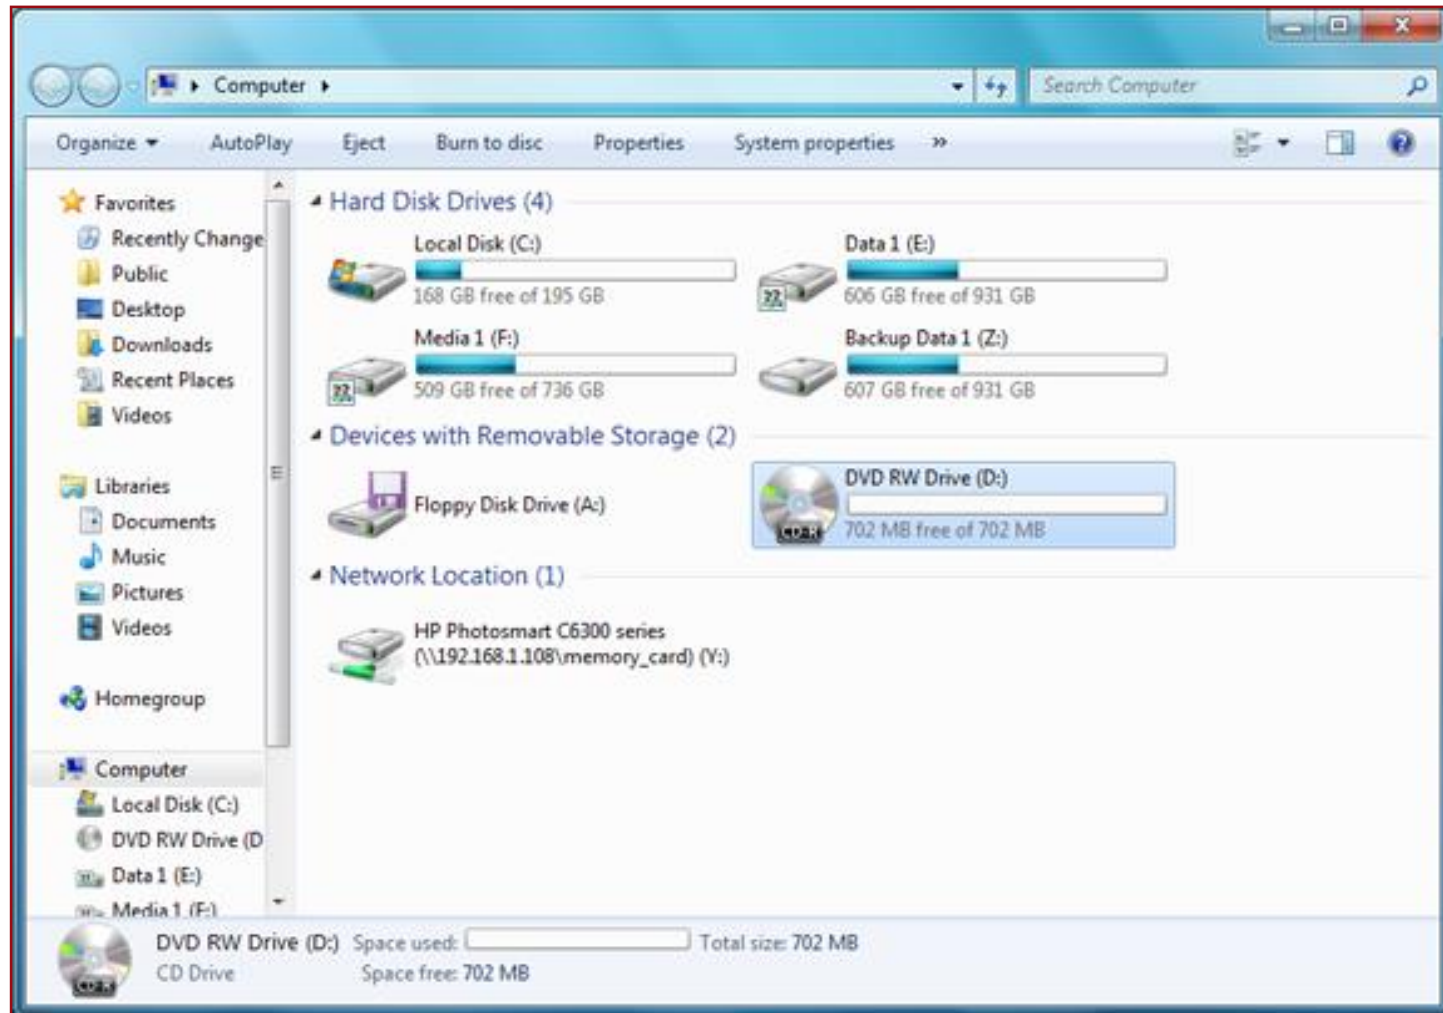 Computer
Search Computer
Organize AutoPlay Eject Burn to disc Properties System properties »
Favorites
Recently Change
Public
Desktop
Downloads
Recent Places
Videos
Libraries
Documents
Music
Pictures
Videos
Homegroup
Computer
Local Disk (C:)
DVD RW Drive (D
Data 1 (E:)
Media 1 (F:)
Hard Disk Drives (4)
Local Disk (C:)
168 GB free of 195 GB
Data 1 (E:)
606 GB free of 931 GB
Media 1 (F:)
509 GB free of 736 GB
Backup Data 1 (Z:)
607 GB free of 931 GB
Devices with Removable Storage (2)
Floppy Disk Drive (A:)
DVD RW Drive (D:)
CD-R
702 MB free of 702 MB
Network Location (1)
HP Photosmart C6300 series
(\\192.168.1.108\memory_card) (Y:)
DVD RW Drive (D:) Space used: Total size: 702 MB
CD Drive Space free: 702 MB
CD-R